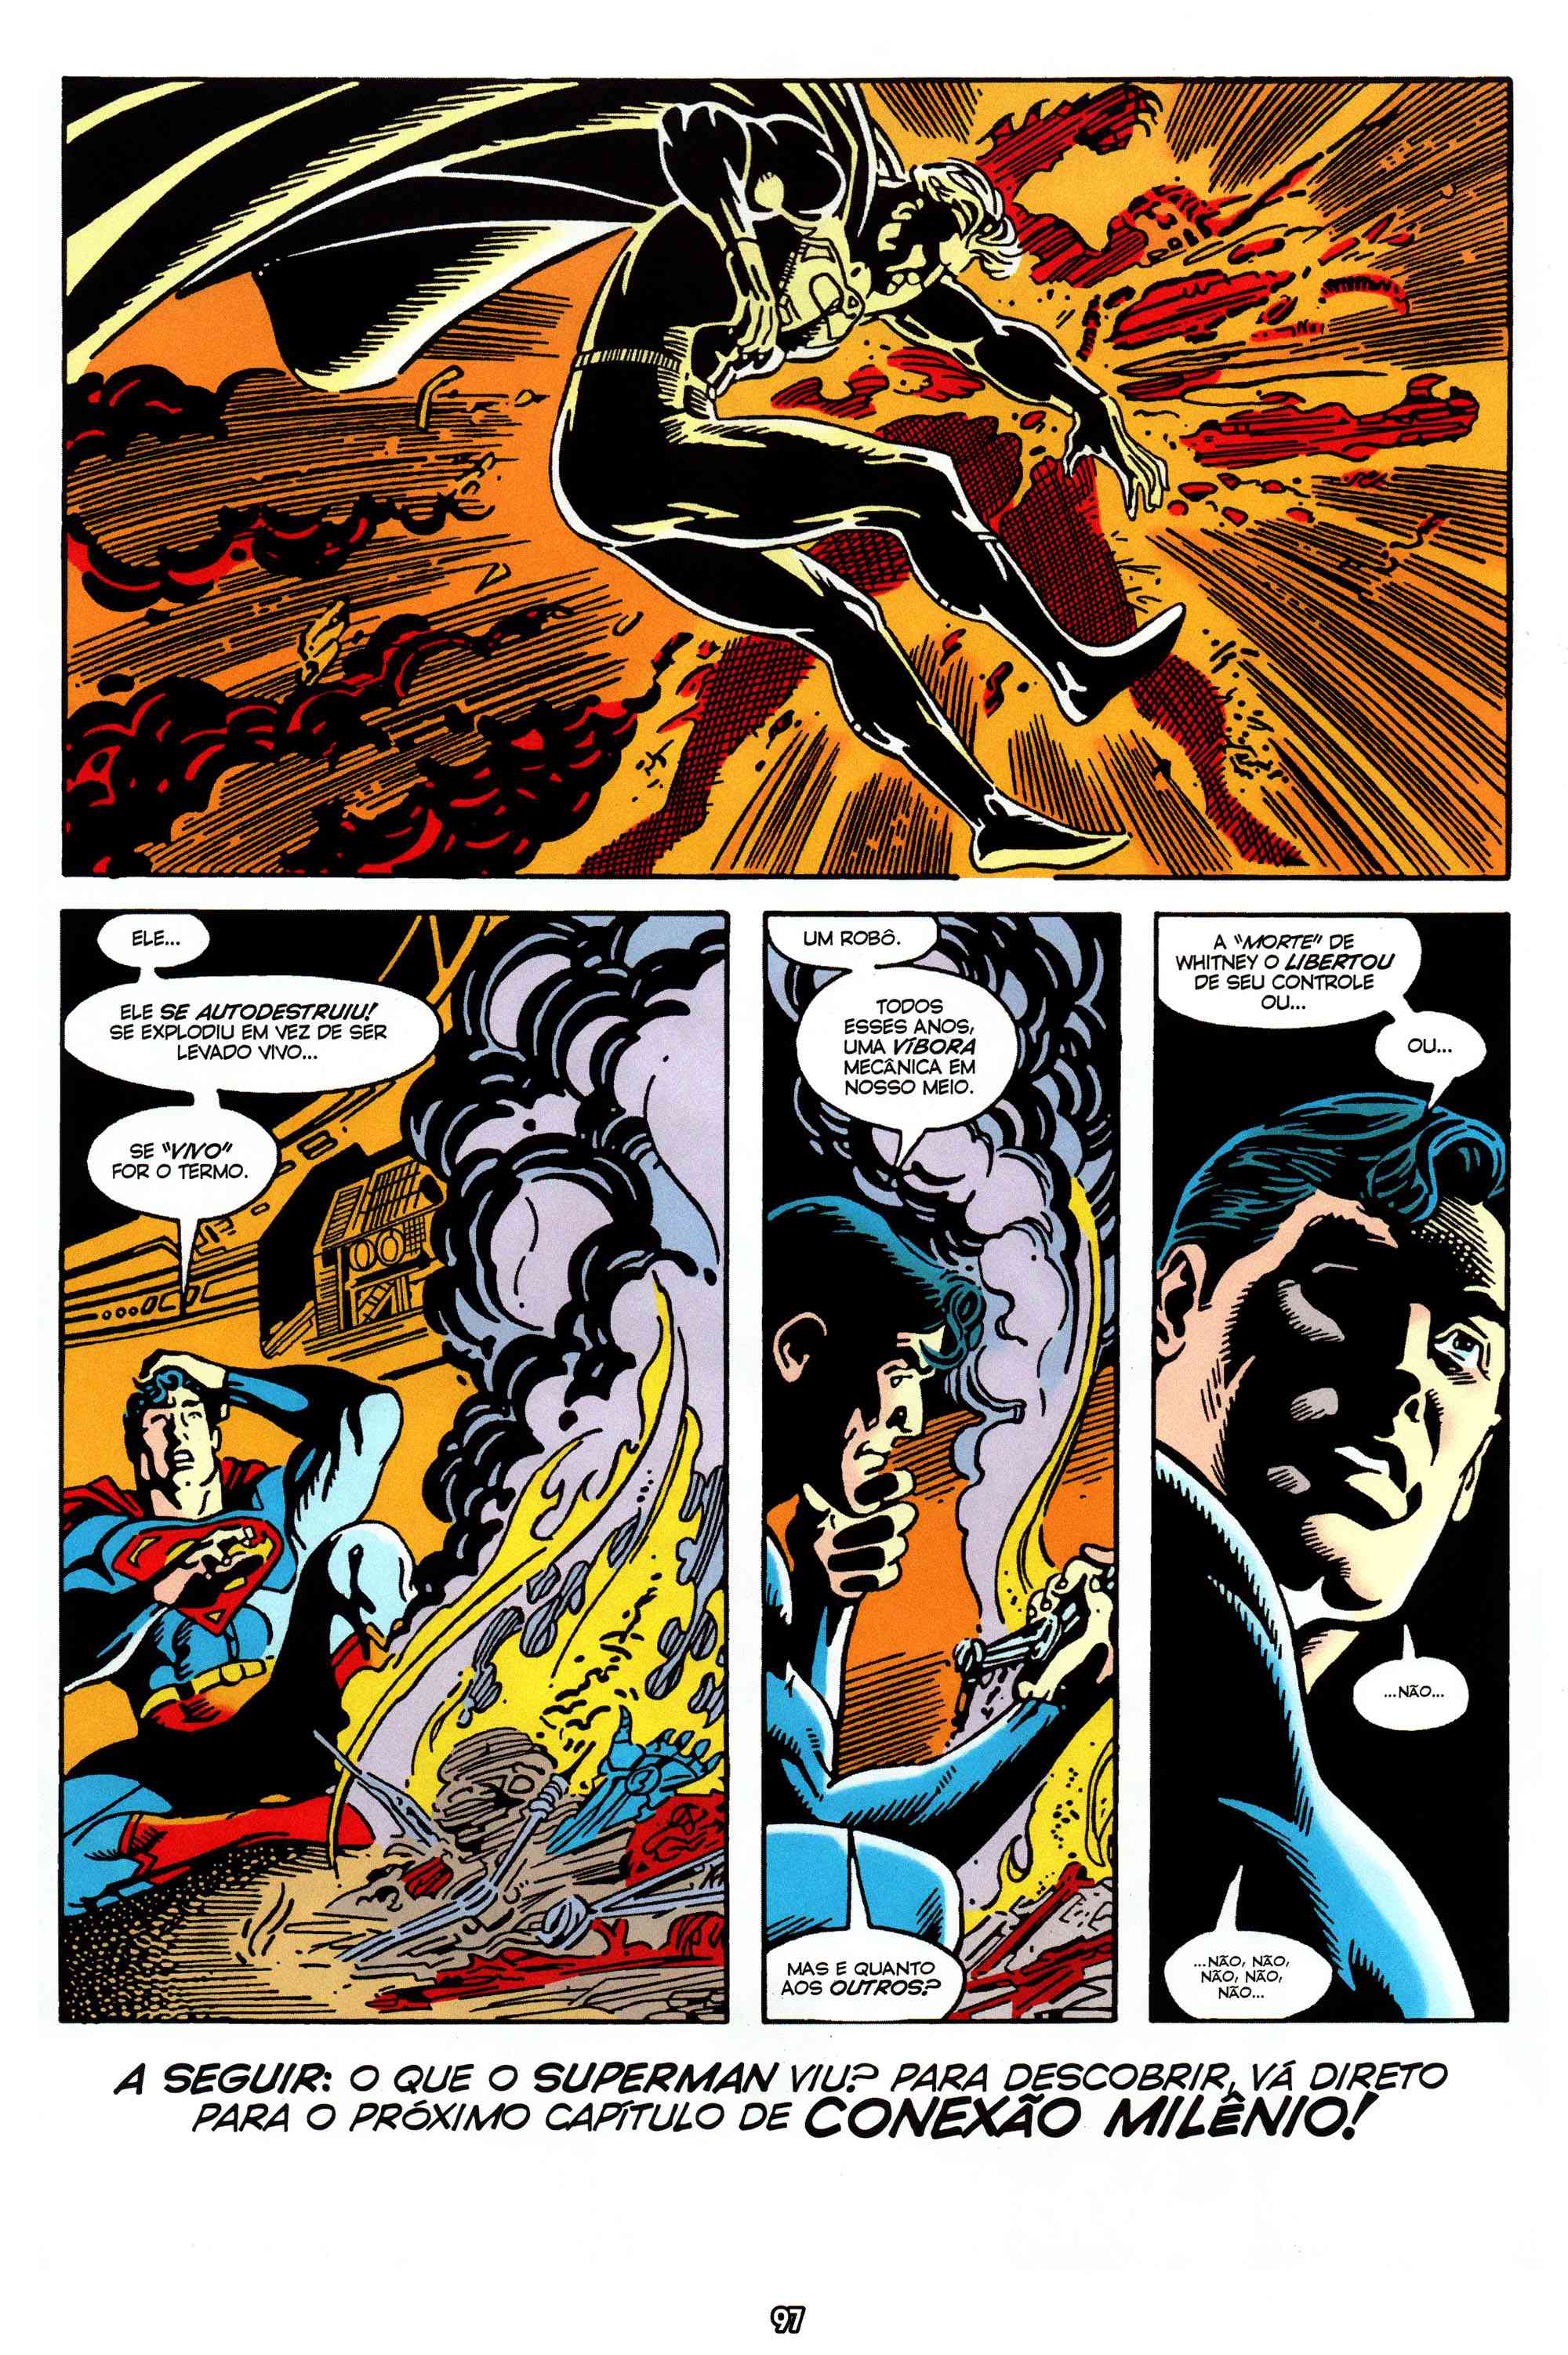 ELE...
ELE SE AUTODESTRUIU!
SE EXPLODIU EM VEZ DE SER
LEVADO VIVO...
SE "VIVO"
FOR O TERMO.
UM ROBÔ.
TODOS
ESSES ANOS,
UMA VÍBORA
MECÂNICA EM
NOSSO MEIO.
MAS E QUANTO
AOS OUTROS?
A "MORTE" DE
WHITNEY O LIBERTOU
DE SEU CONTROLE
OU...
OU...
...NÃO...
...NÃO, NÃO,
NÃO, NÃO,
NÃO...
A SEGUIR: O QUE O SUPERMAN VIU? PARA DESCOBRIR, VÁ DIRETO
PARA O PRÓXIMO CAPÍTULO DE CONEXÃO MILÊNIO!
97